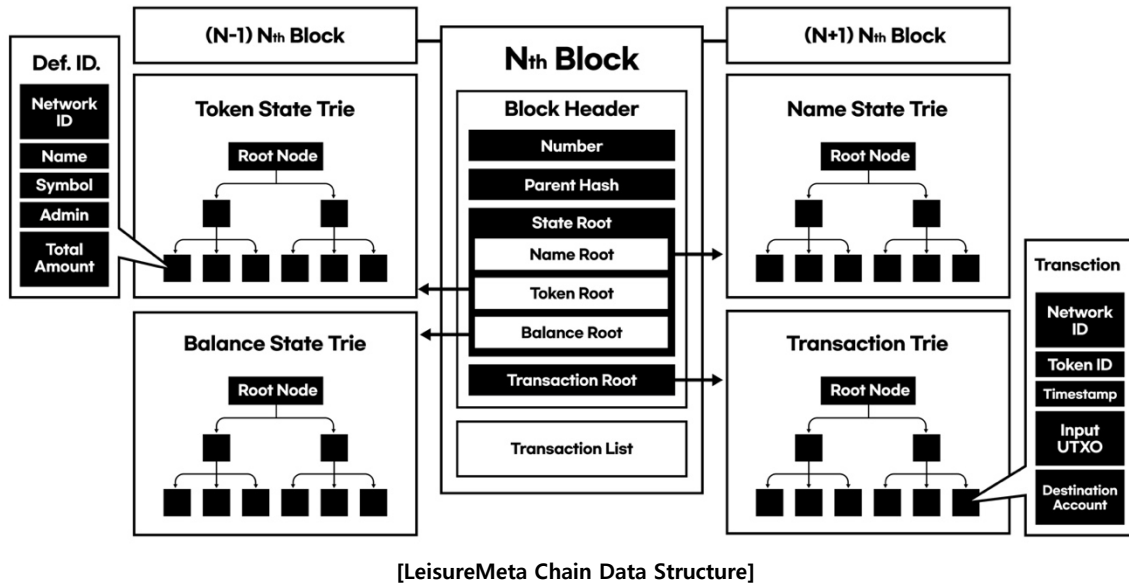 (N-1) Nth Block
Nth Block
(N+1) Nth Block
Def. ID.
Network
ID
Name
Symbol
Admin
Total
Amount
Token State Trie
Root Node
Balance State Trie
Root Node
Block Header
Number
Parent Hash
State Root
Name Root
Token Root
Balance Root
Transaction Root
Transaction List
Name State Trie
Root Node
Transaction Trie
Root Node
Transction
Network
ID
Token ID
Timestamp
Input
UTXO
Destination
Account
[LeisureMeta Chain Data Structure]